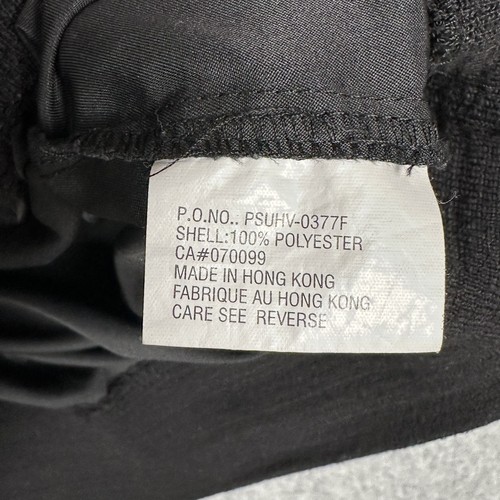 P.O.NO.. PSUHV-0377F
SHELL:100% POLYESTER
CA#070099
MADE IN HONG KONG
FABRIQUE AU HONG KONG
CARE SEE REVERSE